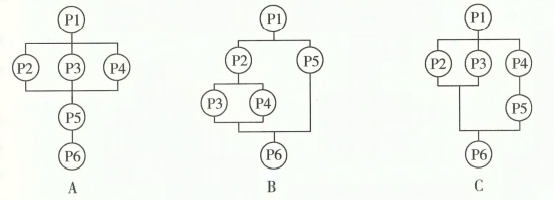 P1 P1 P1
P2 P3 P4 P2 P5 P2 P3 P4
P3 P4
P5 P5
P6 P6 P6
A B C